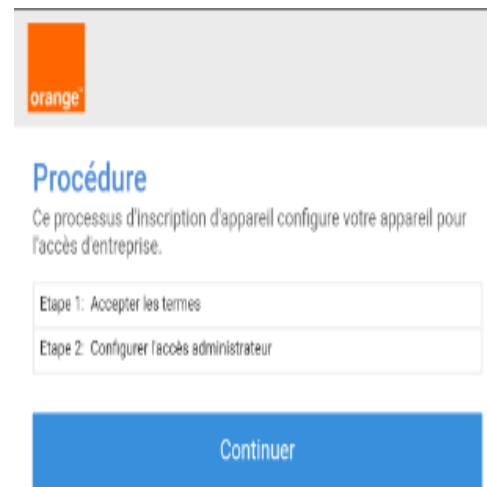 orange™
Procédure
Ce processus d'inscription d'appareil configure votre appareil pour
l'accès d'entreprise.
Etape 1: Accepter les termes
Etape 2: Configurer l'accès administrateur
Continuer